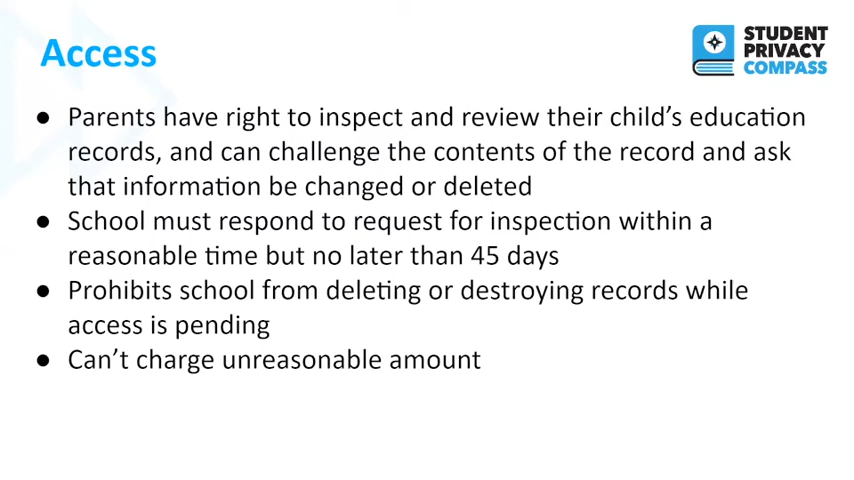 Access
STUDENT
PRIVACY
COMPASS
● Parents have right to inspect and review their child’s education
records, and can challenge the contents of the record and ask
that information be changed or deleted
● School must respond to request for inspection within a
reasonable time but no later than 45 days
● Prohibits school from deleting or destroying records while
access is pending
● Can’t charge unreasonable amount